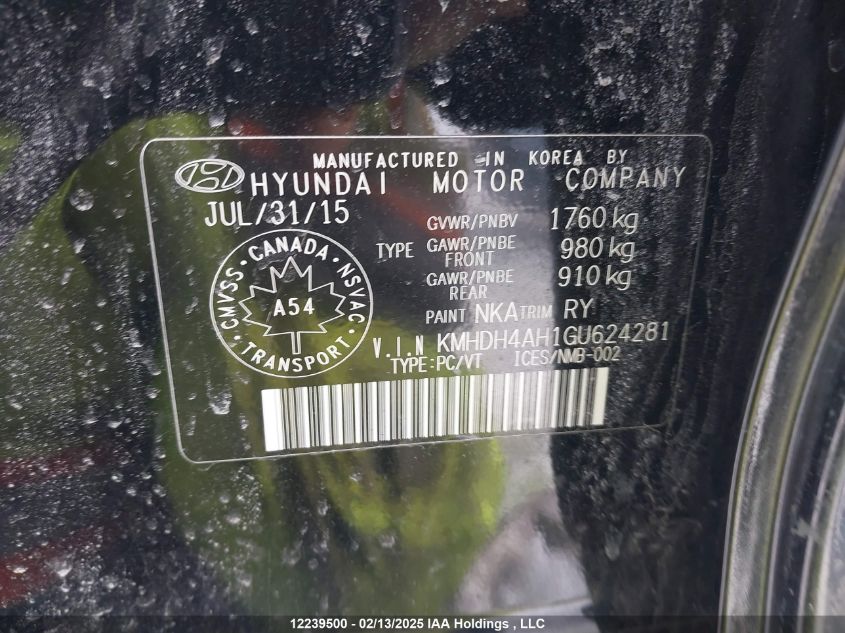 MANUFACTURED IN KOREA BY
HYUNDAI MOTOR COMPANY
JUL/31/15
GVWR/PNBV 1760 kg
TYPE GAWR/PNBE FRONT 980 kg
GAWR/PNBE REAR 910 kg
PAINT NKA TRIM RY
CANADA
CMVSS NSVAC
A54
TRANSPORT
V.I.N KMHDH4AH1GU624281
TYPE:PC/VT ICES/NMB-002
12239500 - 02/13/2025 IAA Holdings , LLC